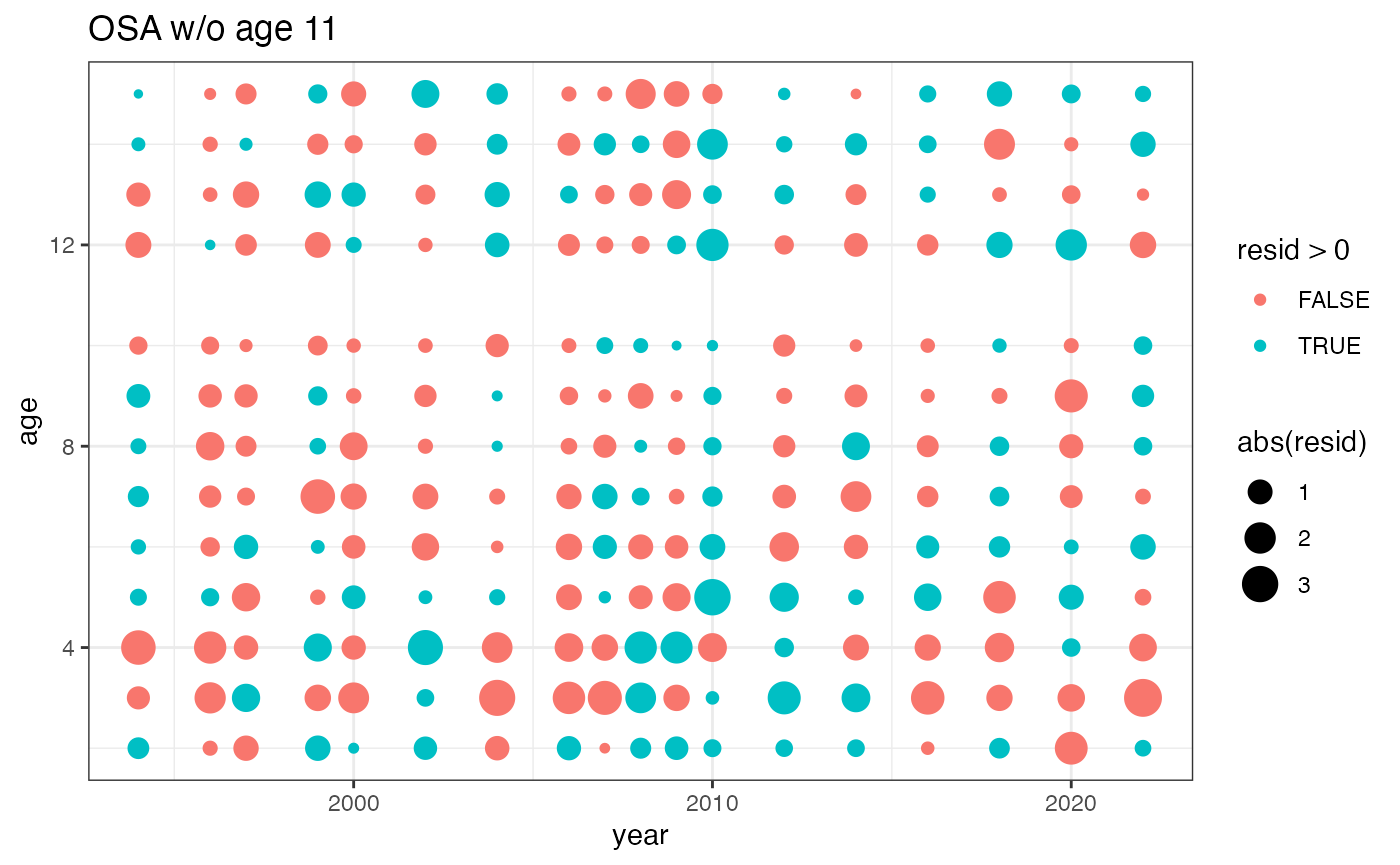 OSA w/o age 11
12
8
4
age
2000
2010
2020
year
resid > 0
FALSE
TRUE
abs(resid)
1
2
3